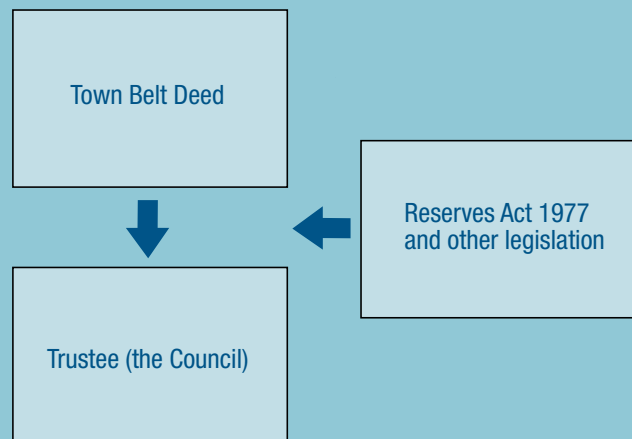 Town Belt Deed
Reserves Act 1977
and other legislation
Trustee (the Council)